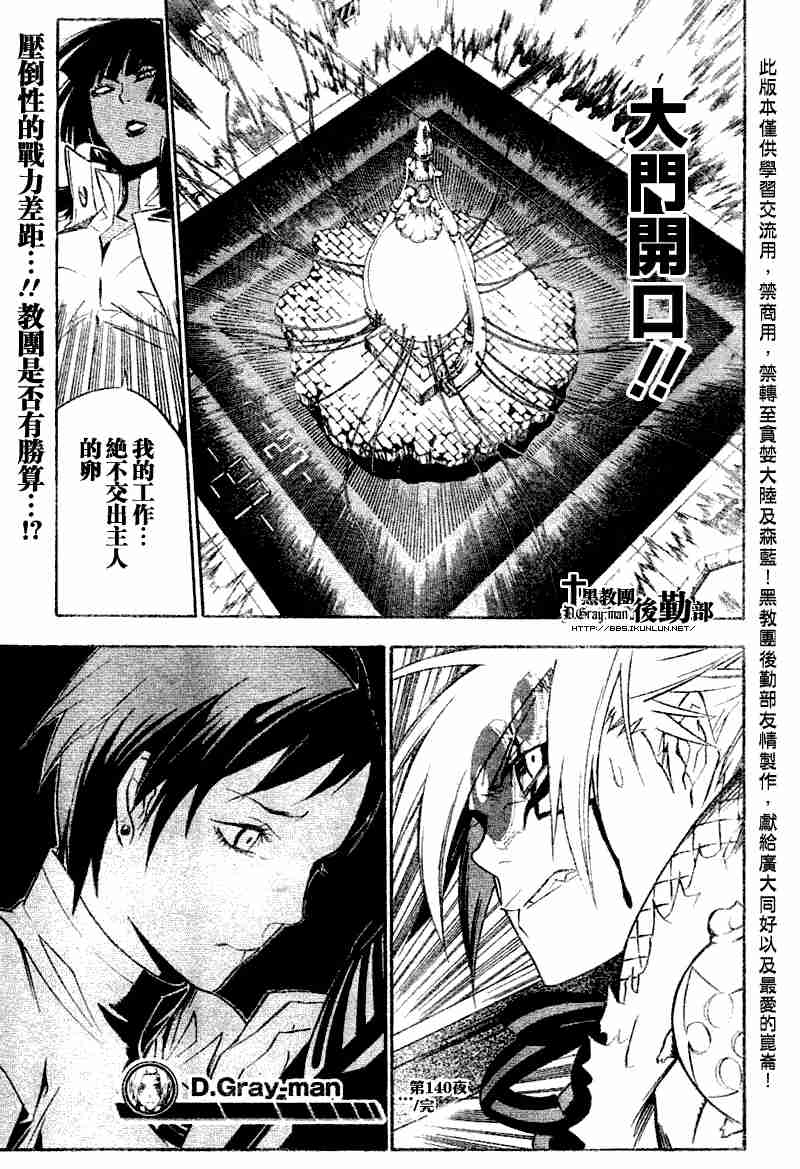 此版本僅供學習交流用，禁商用，禁轉至貪婪大陸及森藍！黑教團後勤部友情製作，獻給廣大同好以及最愛的崑崙！
大門開口!!
壓倒性的戰力差距…!!教團是否有勝算…!?
我的工作…
絕不交出主人
的卵
黑教團
D.Gray-man
後勤部
HTTP://BBS.IKUNLUN.NET/
第140夜
…/完
D.Gray-man